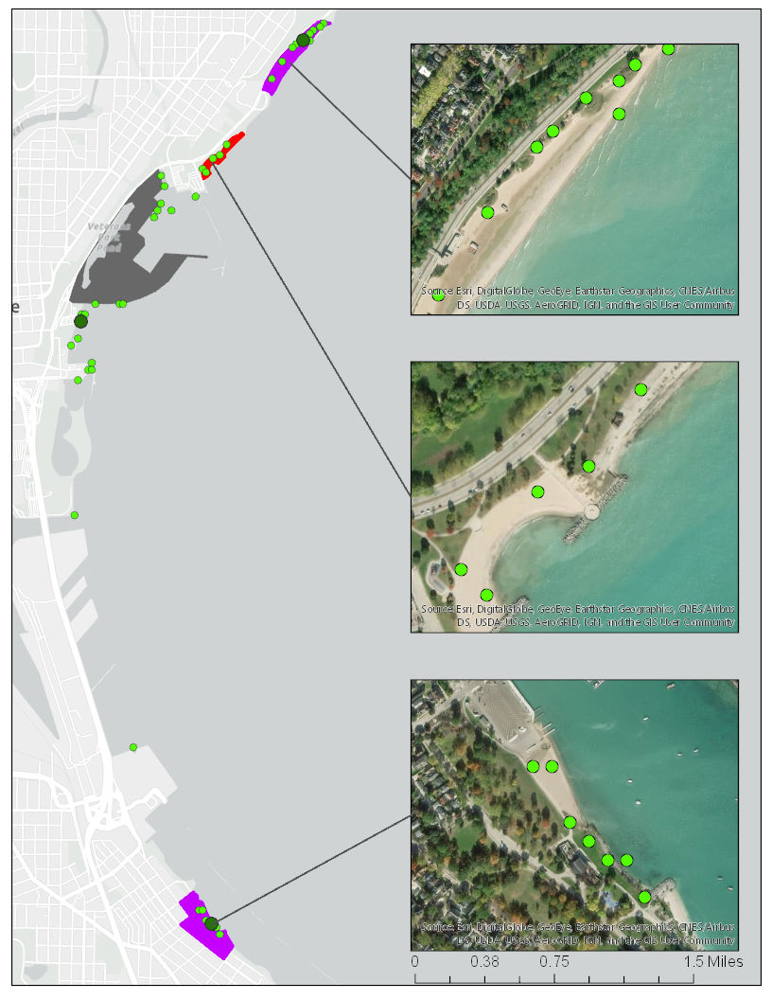 Veterans
Park
Pond
e
Source: Esri, DigitalGlobe, GeoEye, Earthstar Geographics, CNES/Airbus
DS, USDA, USGS, AeroGRID, IGN, and the GIS User Community
Source: Esri, DigitalGlobe, GeoEye, Earthstar Geographics, CNES/Airbus
DS, USDA, USGS, AeroGRID, IGN, and the GIS User Community
Source: Esri, DigitalGlobe, GeoEye, Earthstar Geographics, CNES/Airbus
DS, USDA, USGS, AeroGRID, IGN, and the GIS User Community
0 0.38 0.75 1.5 Miles